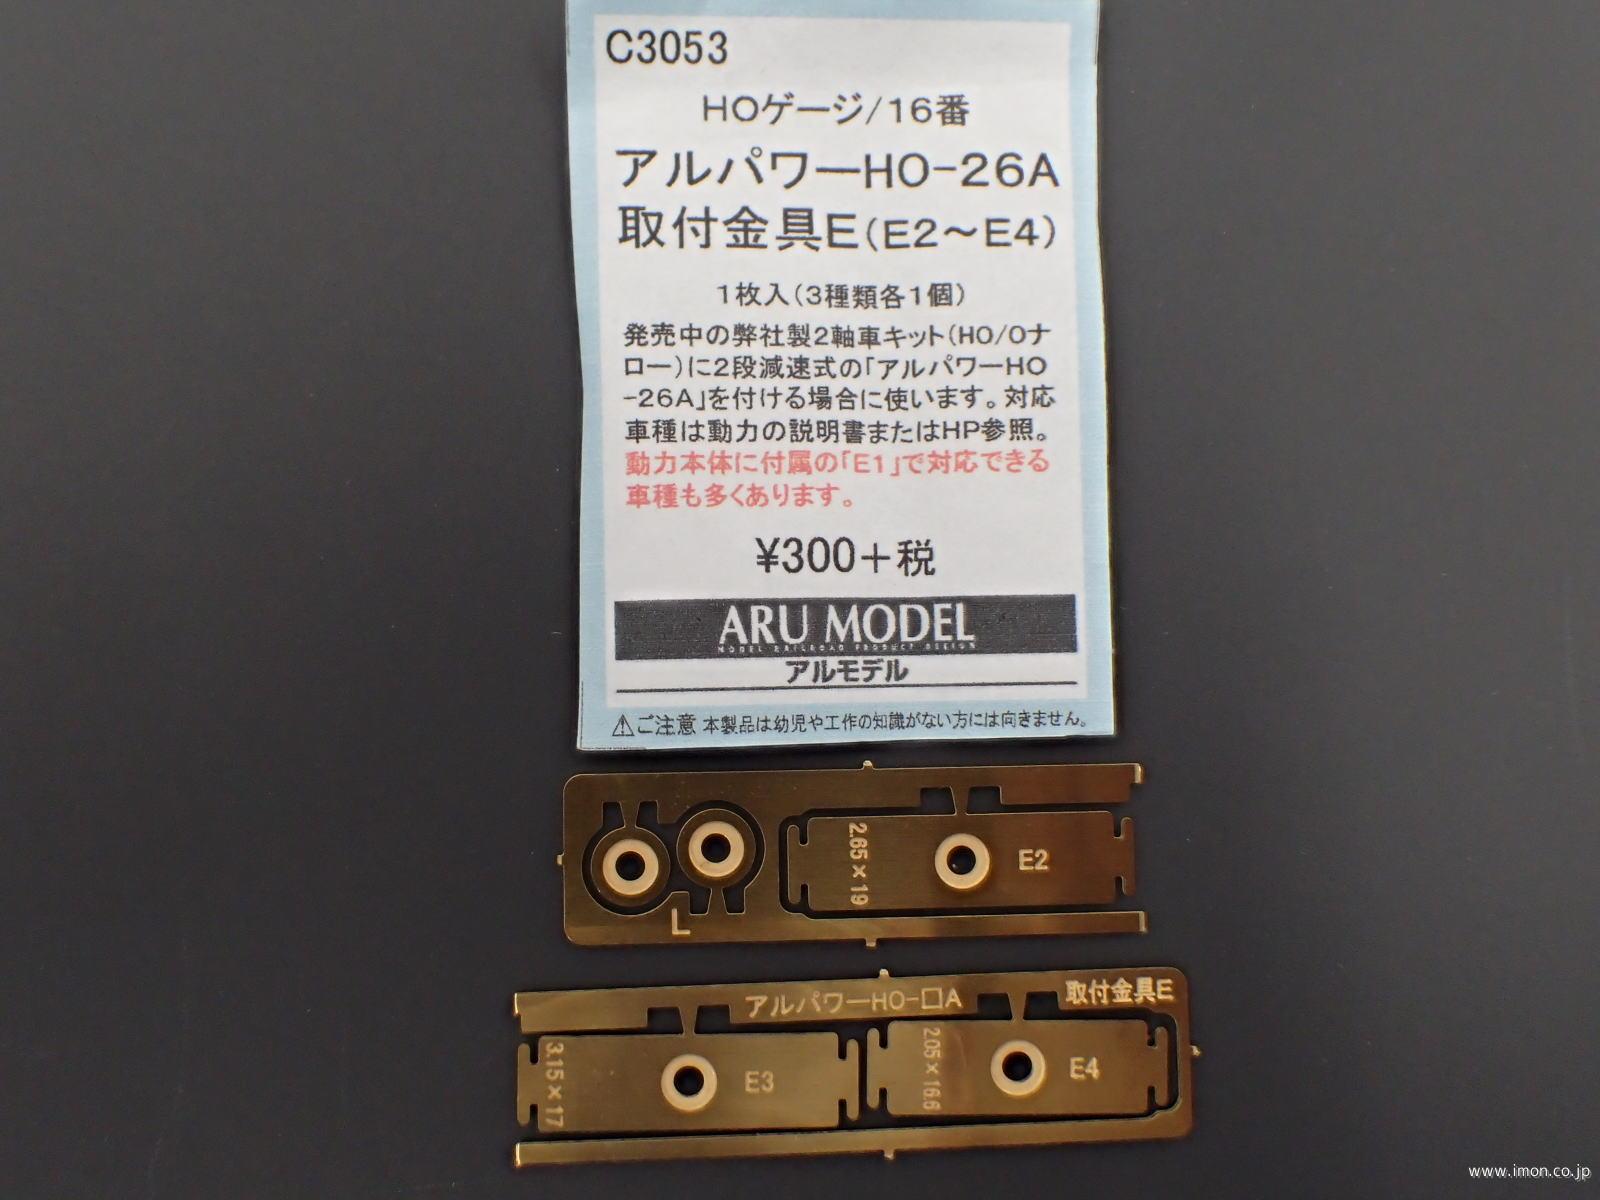 C3053
HOゲージ/16番
アルパワーHO-26A
取付金具E(E2～E4)
1枚入(3種類各1個)
発売中の弊社製2軸車キット(HO/Oナ
ロー)に2段減速式の「アルパワーHO
-26A」を付ける場合に使います。対応
車種は動力の説明書またはHP参照。
動力本体に付属の「E1」で対応できる
車種も多くあります。
¥300+税
ARU MODEL
MODEL RAILROAD PRODUCT DESIGN
アルモデル
⚠ご注意 本製品は幼児や工作の知識がない方には向きません。
2.65×19
E2
L
アルパワーHO-□A
取付金具E
3.15×17
E3
2.05×16.6
E4
www.imon.co.jp